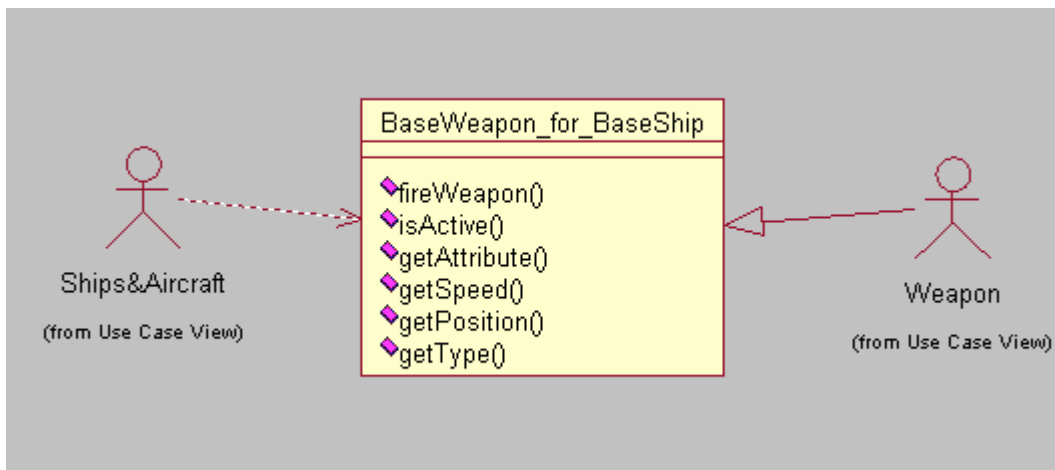 BaseWeapon_for_BaseShip
fireWeapon()
isActive()
getAttribute()
getSpeed()
getPosition()
getType()
Ships&Aircraft
(from Use Case View)
Weapon
(from Use Case View)